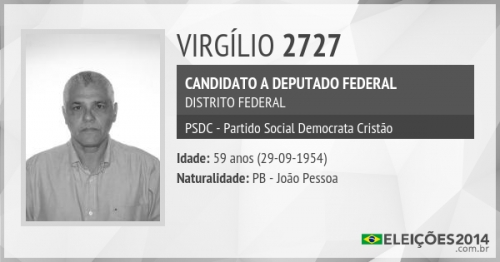 VIRGÍLIO 2727
CANDIDATO A DEPUTADO FEDERAL
DISTRITO FEDERAL
PSDC - Partido Social Democrata Cristão
Idade: 59 anos (29-09-1954)
Naturalidade: PB - João Pessoa
ELEIÇÕES2014
.com.br